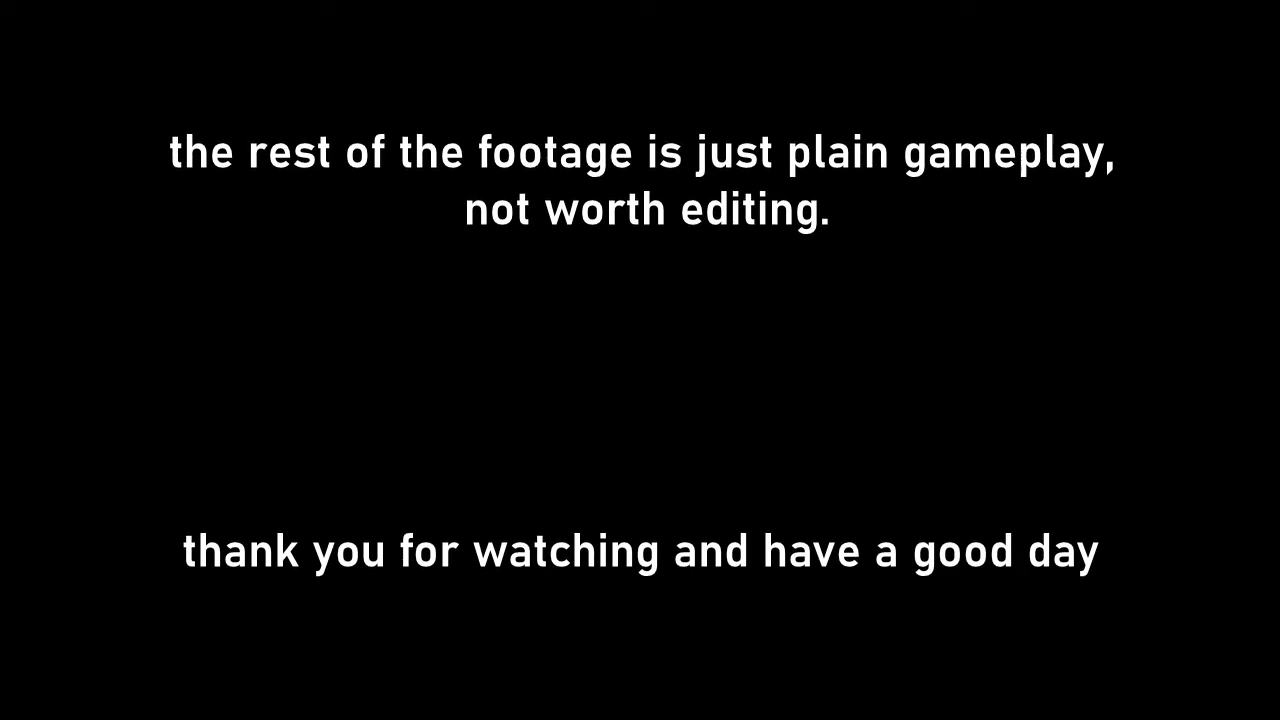 the rest of the footage is just plain gameplay,
not worth editing.
thank you for watching and have a good day